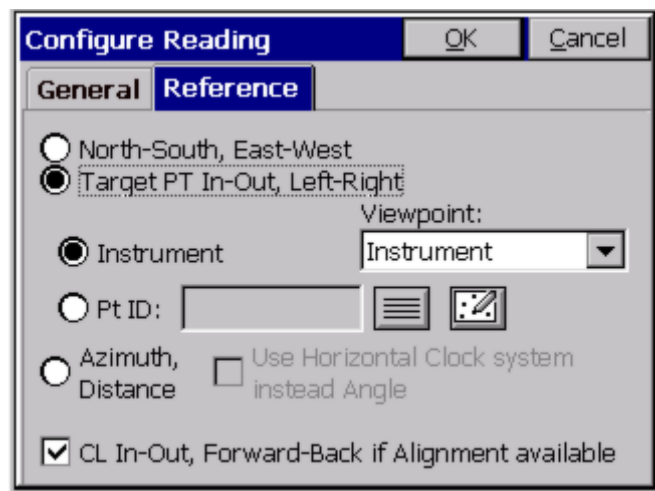 Configure Reading OK Cancel
General Reference
North-South, East-West
Target PT In-Out, Left-Right
Viewpoint:
Instrument Instrument
Pt ID:
Azimuth,
Distance
Use Horizontal Clock system
instead Angle
CL In-Out, Forward-Back if Alignment available